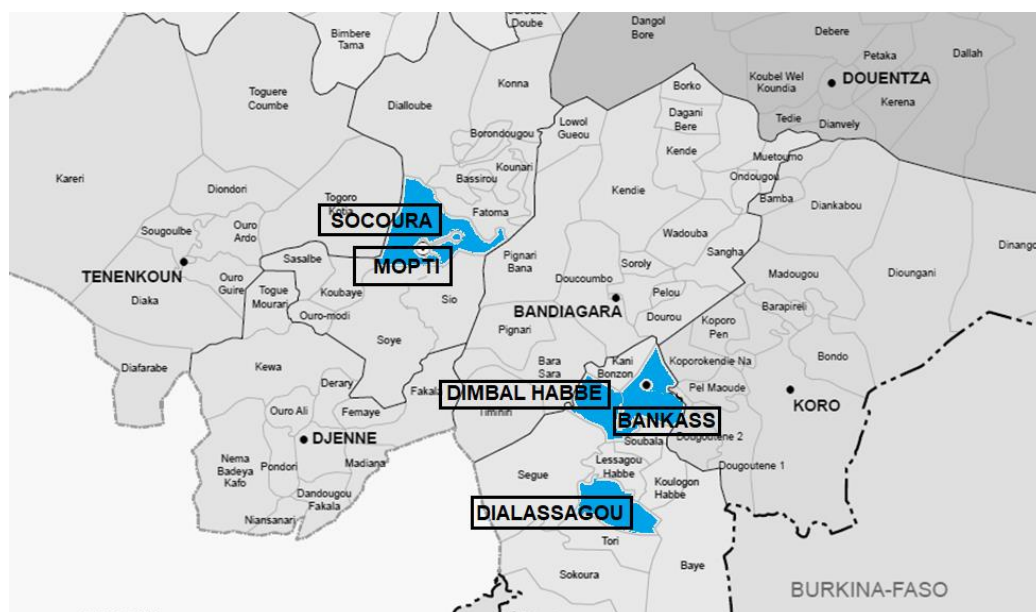 Dangol
Bore
Debere
Petaka
Dallah
Koubel Wel
Koundia
DOUENTZA
Kerena
Tedie
Dianvely
Doube
Bimbere
Tama
Toguere
Coumbe
Dialloube
Konna
Borko
Dagani
Bere
Lowol
Gueou
Borondougou
Kounari
Kende
Muetoumo
Ondougou
Kareri
Bassirou
Diondori
Kendie
Bamba
Diankabou
Togoro
Kotia
SOCOURA
Fatoma
Sougoulbe
Ouro
Ardo
Wadouba
Sangha
Dinango
TENENKOUN
Sasalbe
MOPTI
Pignari
Bana
Soroly
Doucoumbo
Madougou
Dioungani
Ouro
Guire
Togue
Mourari
Koubaye
Sio
Pelou
Diaka
Barapireli
Ouro-modi
BANDIAGARA
Dourou
Pignari
Koporo
Pen
Soye
Diafarabe
Kewa
Bara
Sara
Kani
Bonzon
Koporokendie Na
Bondo
Derary
Fakala
DIMBAL HABBE
Pel Maoude
KORO
Ouro Ali
Femaye
Timiniri
BANKASS
DJENNE
Dougoutene 2
Soubala
Nema
Badeya
Kafo
Pondori
Madiana
Lessagou
Habbe
Dougoutene 1
Segue
Koulogon
Habbe
Dandougou
Fakala
DIALASSAGOU
Niansanari
Tori
Sokoura
Baye
BURKINA-FASO